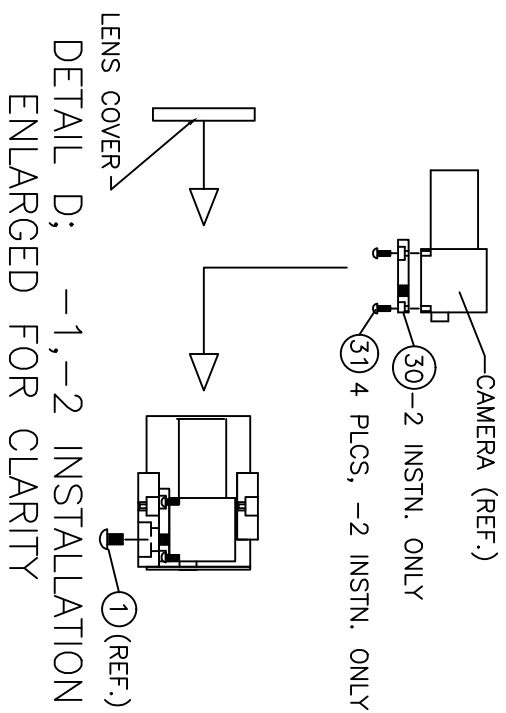 CAMERA (REF.)
30 -2 INSTN. ONLY
31 4 PLCS, -2 INSTN. ONLY
1 (REF.)
LENS COVER
DETAIL D; -1,-2 INSTALLATION
ENLARGED FOR CLARITY